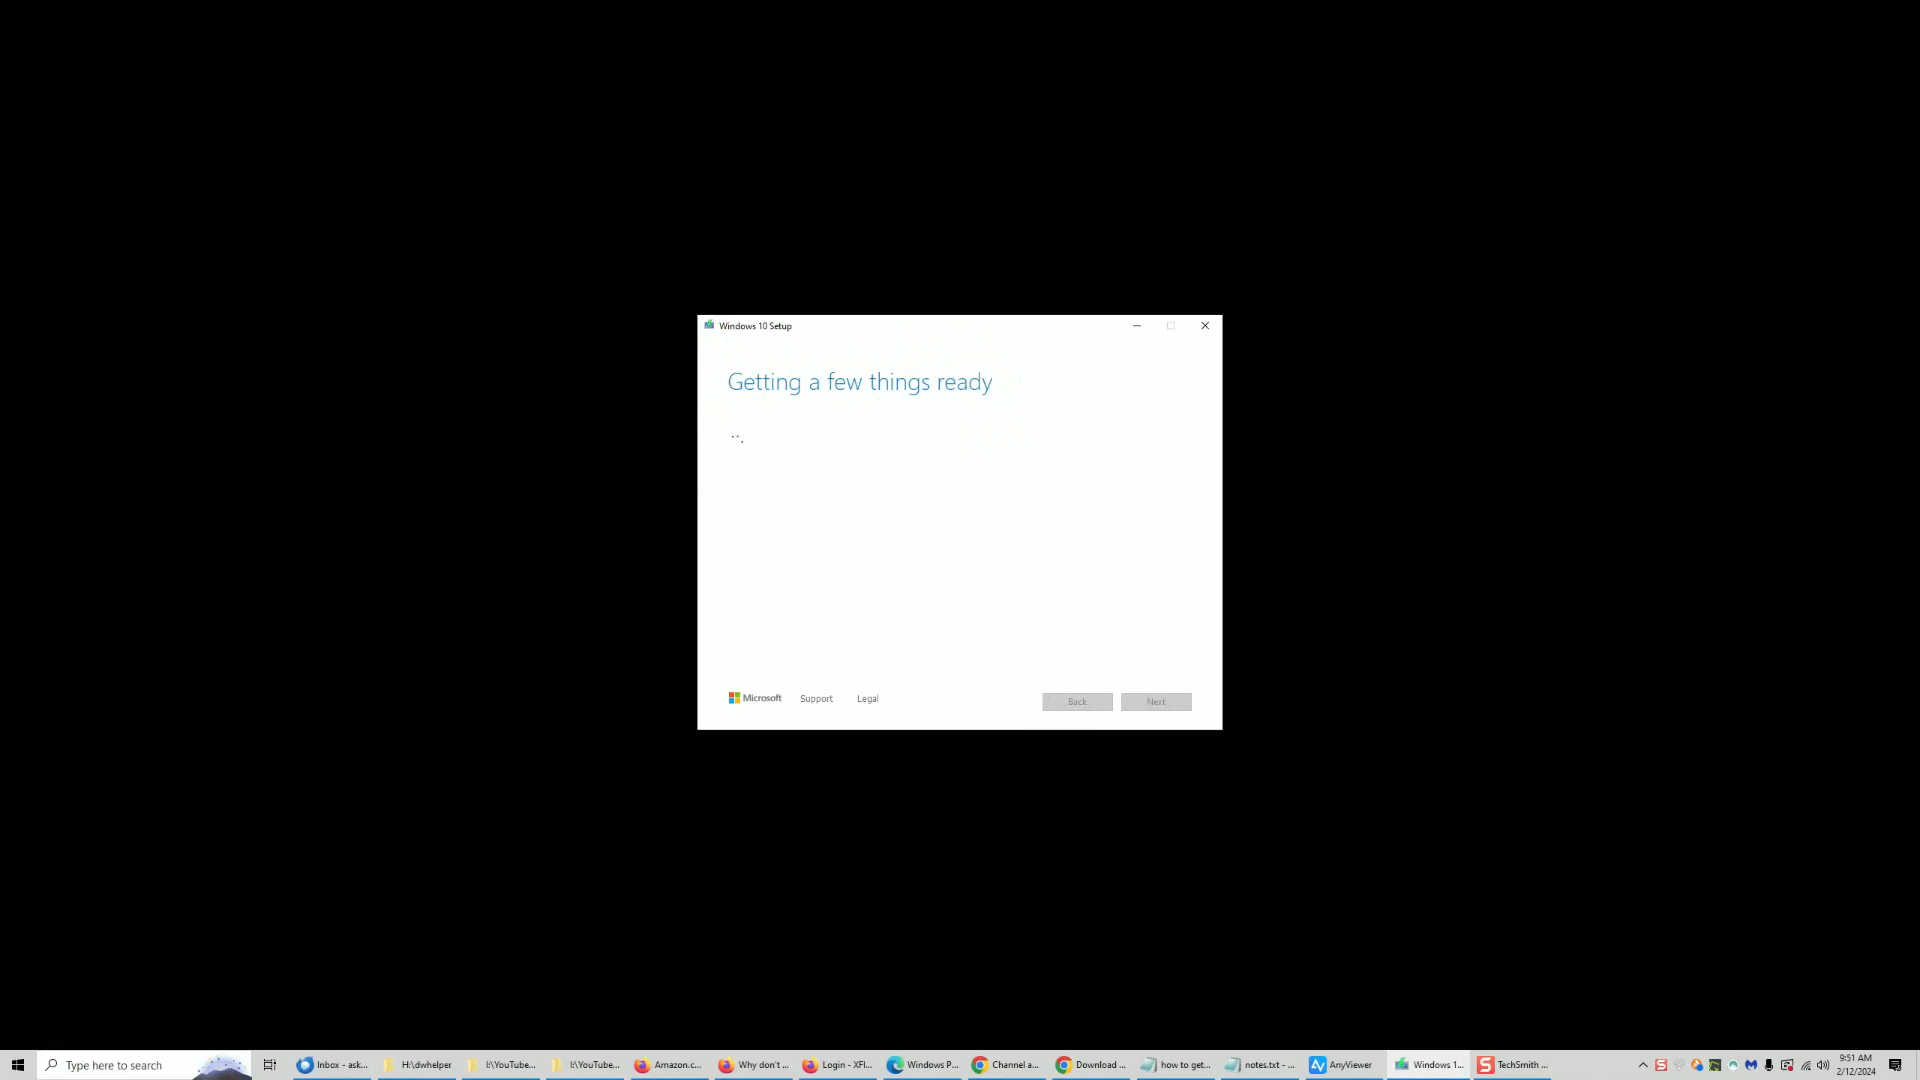 Windows 10 Setup
Getting a few things ready
Microsoft Support Legal
Back Next
Type here to search
Inbox - ask...
H:\dwhelper
I:\YouTube...
I:\YouTube...
Amazon.c...
Why don't ...
Login - XFI...
Windows P...
Channel a...
Download ...
how to get...
notes.txt - ...
AnyViewer
Windows 1...
TechSmith ...
9:51 AM
2/12/2024